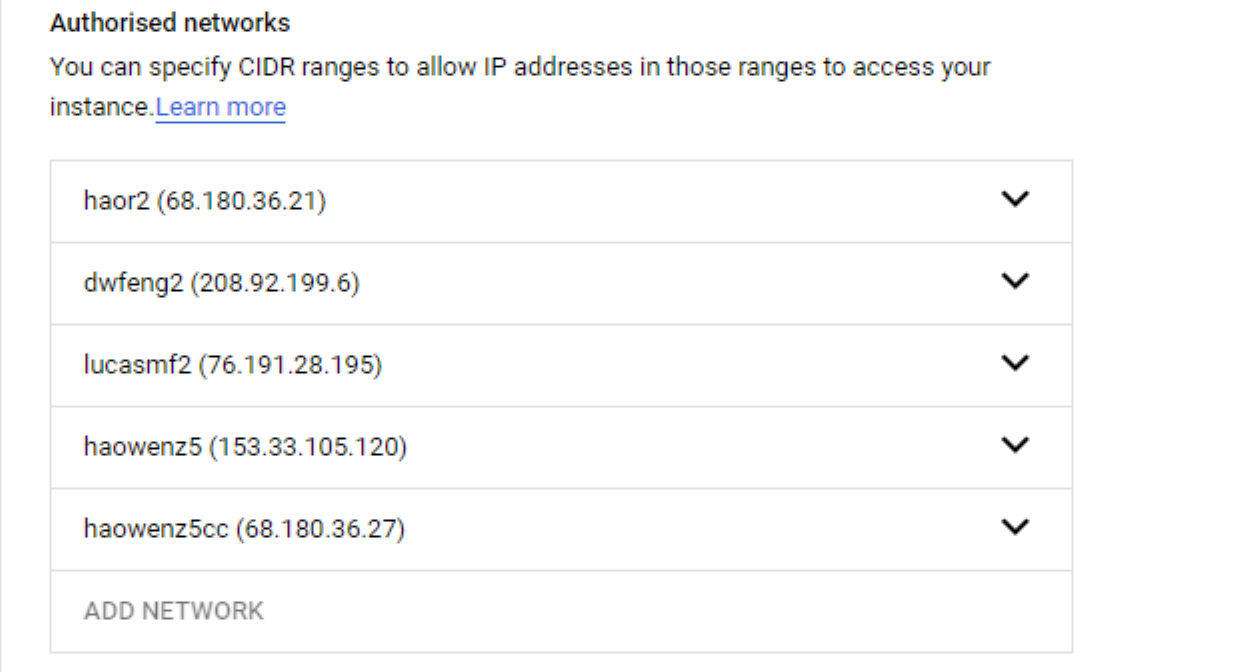 Authorised networks
You can specify CIDR ranges to allow IP addresses in those ranges to access your
instance.Learn more
haor2 (68.180.36.21)
dwfeng2 (208.92.199.6)
lucasmf2 (76.191.28.195)
haowenz5 (153.33.105.120)
haowenz5cc (68.180.36.27)
ADD NETWORK